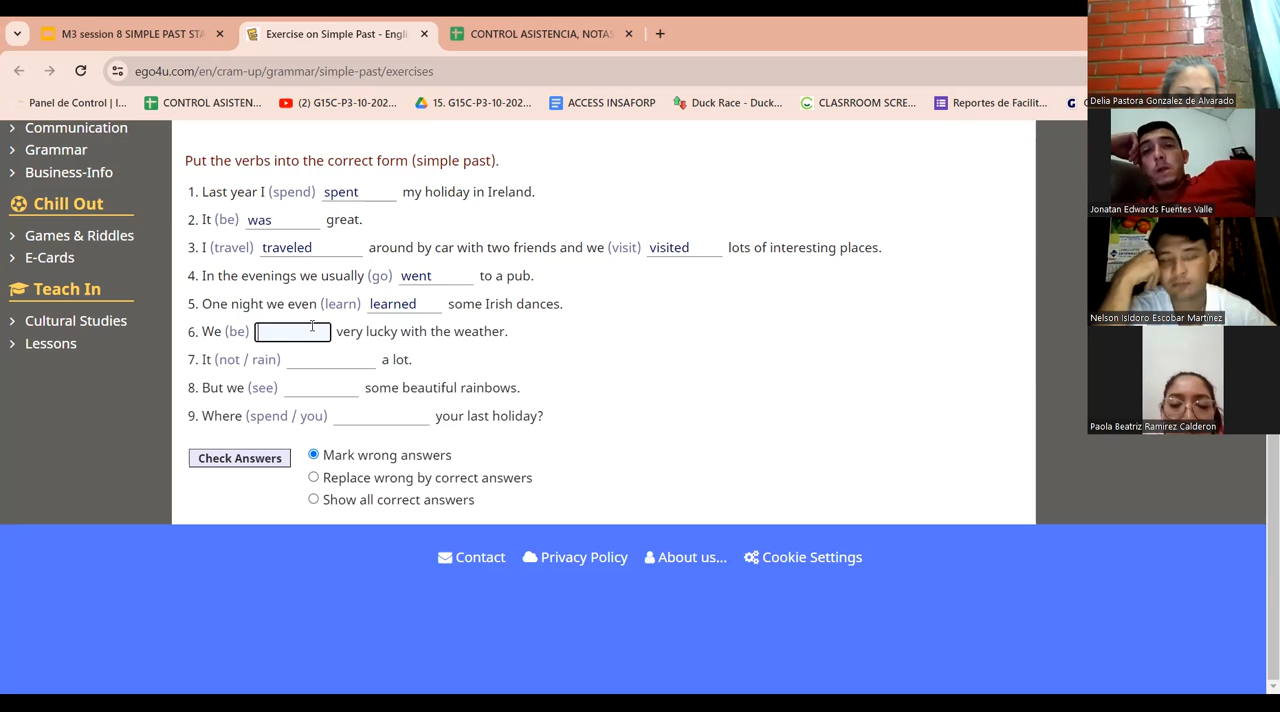 M3 session 8 SIMPLE PAST STA
Exercise on Simple Past - Engli
CONTROL ASISTENCIA, NOTAS
ego4u.com/en/cram-up/grammar/simple-past/exercises
Panel de Control | I...
CONTROL ASISTEN...
(2) G15C-P3-10-202...
15. G15C-P3-10-202...
ACCESS INSAFORP
Duck Race - Duck...
CLASRROOM SCRE...
Reportes de Facilit...
Communication
Grammar
Business-Info
Chill Out
Games & Riddles
E-Cards
Teach In
Cultural Studies
Lessons
Put the verbs into the correct form (simple past).
1. Last year I (spend) spent my holiday in Ireland.
2. It (be) was great.
3. I (travel) traveled around by car with two friends and we (visit) visited lots of interesting places.
4. In the evenings we usually (go) went to a pub.
5. One night we even (learn) learned some Irish dances.
6. We (be) very lucky with the weather.
7. It (not / rain) a lot.
8. But we (see) some beautiful rainbows.
9. Where (spend / you) your last holiday?
Check Answers
Mark wrong answers
Replace wrong by correct answers
Show all correct answers
Contact
Privacy Policy
About us...
Cookie Settings
Delia Pastora Gonzalez de Alvarado
Jonatan Edwards Fuentes Valle
Nelson Isidoro Escobar Martinez
Paola Beatriz Ramirez Calderon